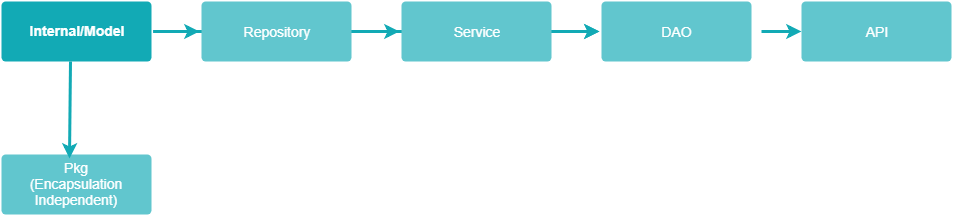 Internal/Model
Repository
Service
DAO
API
Pkg
(Encapsulation
Independent)